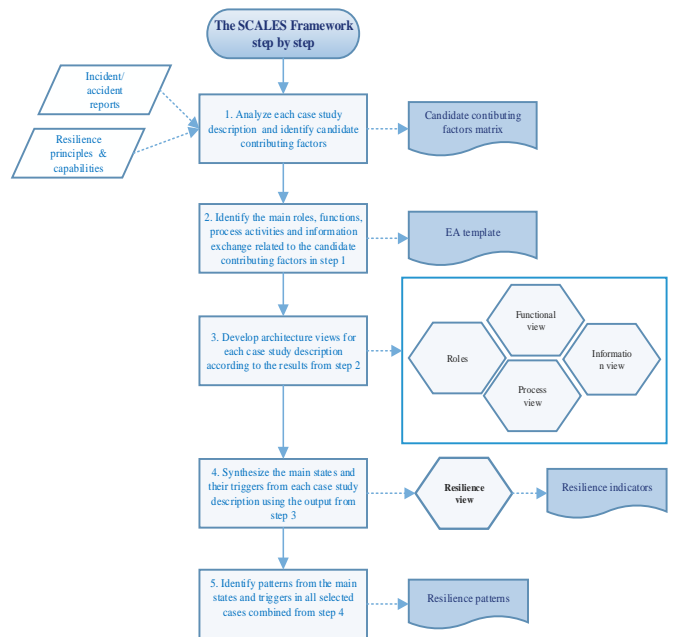 The SCALES Framework
step by step
Incident/
accident
reports
Resilience
principles & 
capabilities
1. Analyze each case study
description and identify candidate
contributing factors
Candidate contibuting
factors matrix
2. Identify the main roles, functions,
process activities and information
exchange related to the candidate
contributing factors in step 1
EA template
3. Develop architecture views for
each case study description
according to the results from step 2
Functional
view
Roles
Informatio
n view
Process
view
4. Synthesize the main states and
their triggers from each case study
description using the output from
step 3
Resilience
view
Resilience indicators
5. Identify patterns from the main
states and triggers in all selected
cases combined from step 4
Resilience patterns